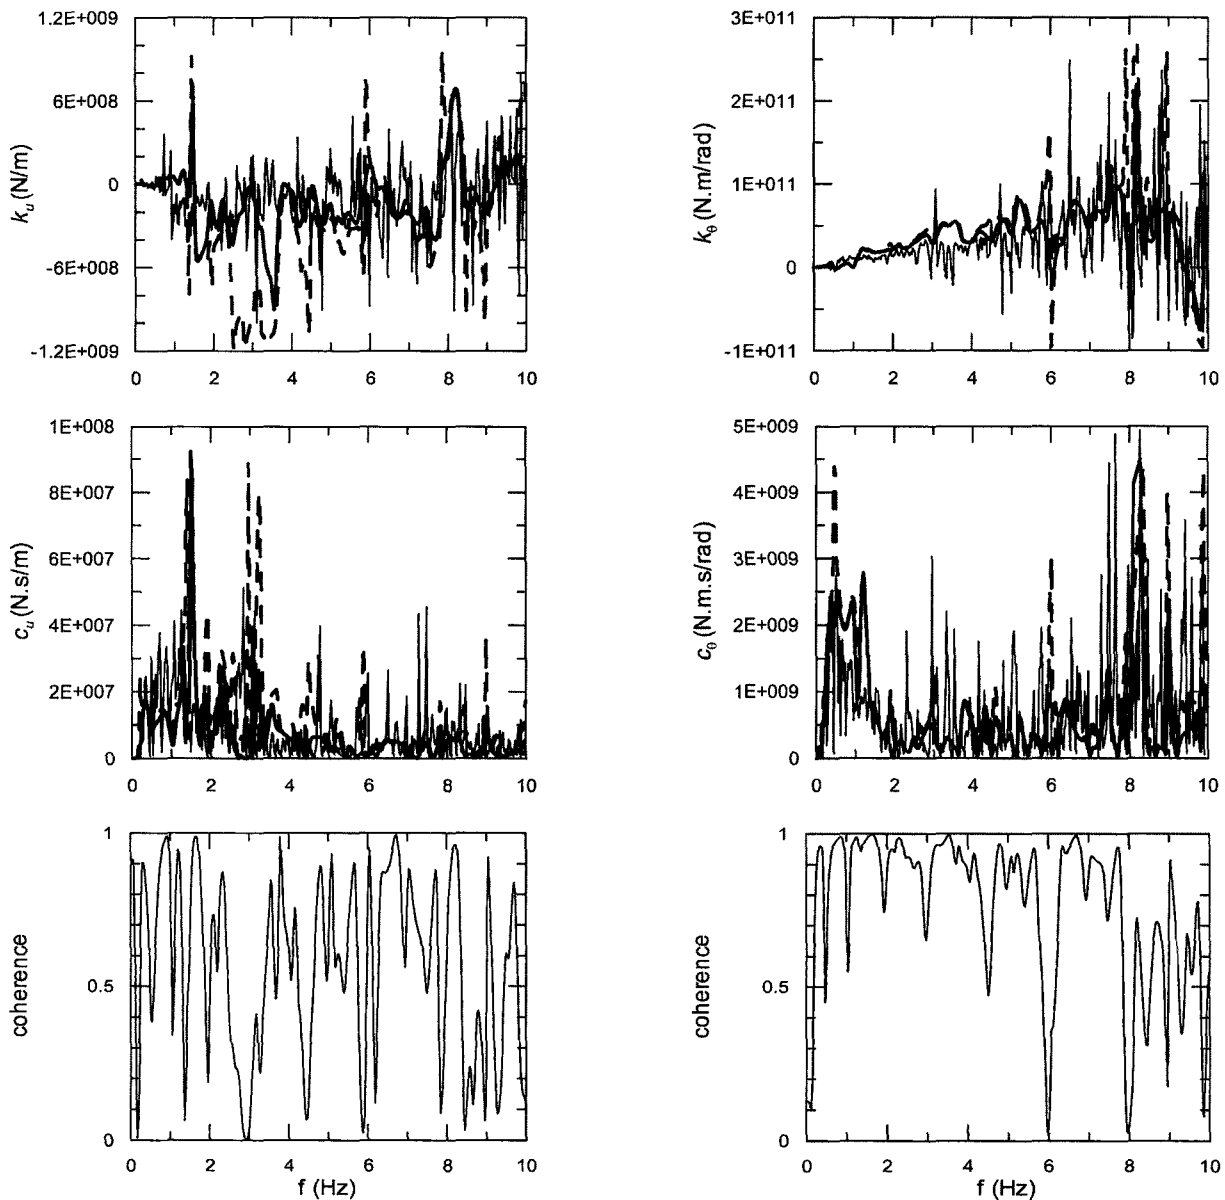 1.2E+009
6E+008
0
-6E+008
-1.2E+009
k_u (N/m)
0 2 4 6 8 10
3E+011
2E+011
1E+011
0
-1E+011
k_θ (N.m/rad)
0 2 4 6 8 10
1E+008
8E+007
6E+007
4E+007
2E+007
0
c_u (N.s/m)
0 2 4 6 8 10
5E+009
4E+009
3E+009
2E+009
1E+009
0
c_θ (N.m.s/rad)
0 2 4 6 8 10
1
0.5
0
coherence
0 2 4 6 8 10
f (Hz)
1
0.5
0
coherence
0 2 4 6 8 10
f (Hz)